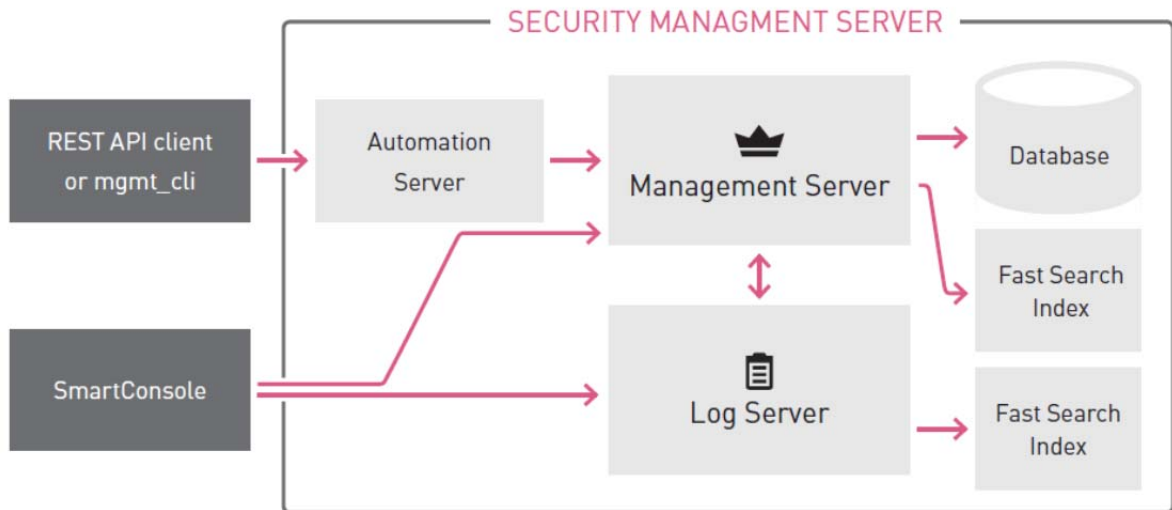 SECURITY MANAGMENT SERVER
REST API client
or mgmt_cli
Automation
Server
Management Server
Database
Fast Search
Index
SmartConsole
Log Server
Fast Search
Index